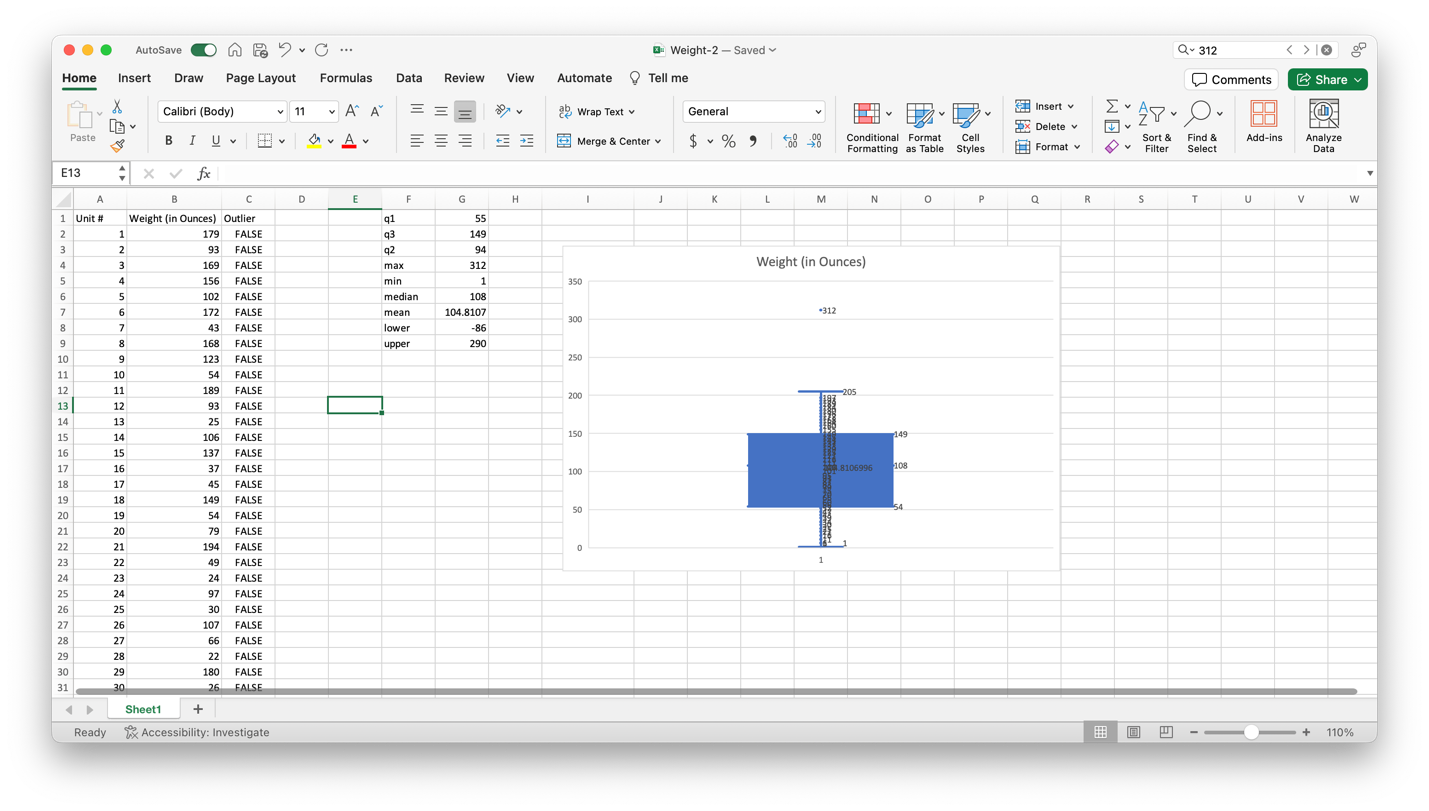 AutoSave
Weight-2 — Saved
312
Home Insert Draw Page Layout Formulas Data Review View Automate Tell me
Comments Share
Paste
Calibri (Body) 11
B I U
Wrap Text
Merge & Center
General
$ % 9
Conditional Formatting
Format as Table
Cell Styles
Insert
Delete
Format
Sort & Filter
Find & Select
Add-ins
Analyze Data
E13 fx
A B C D E F G H I J K L M N O P Q R S T U V W
1 Unit # Weight (in Ounces) Outlier q1 55
2 1 179 FALSE q3 149
3 2 93 FALSE q2 94
4 3 169 FALSE max 312
5 4 156 FALSE min 1
6 5 102 FALSE median 108
7 6 172 FALSE mean 104.8107
8 7 43 FALSE lower -86
9 8 168 FALSE upper 290
10 9 123 FALSE
11 10 54 FALSE
12 11 189 FALSE
13 12 93 FALSE
14 13 25 FALSE
15 14 106 FALSE
16 15 137 FALSE
17 16 37 FALSE
18 17 45 FALSE
19 18 149 FALSE
20 19 54 FALSE
21 20 79 FALSE
22 21 194 FALSE
23 22 49 FALSE
24 23 24 FALSE
25 24 97 FALSE
26 25 30 FALSE
27 26 107 FALSE
28 27 66 FALSE
29 28 22 FALSE
30 29 180 FALSE
31 30 26 FALSE
Weight (in Ounces)
350
300
250
200
150
100
50
0
312
205
149
108
54
1
1
Sheet1
Ready Accessibility: Investigate
110%